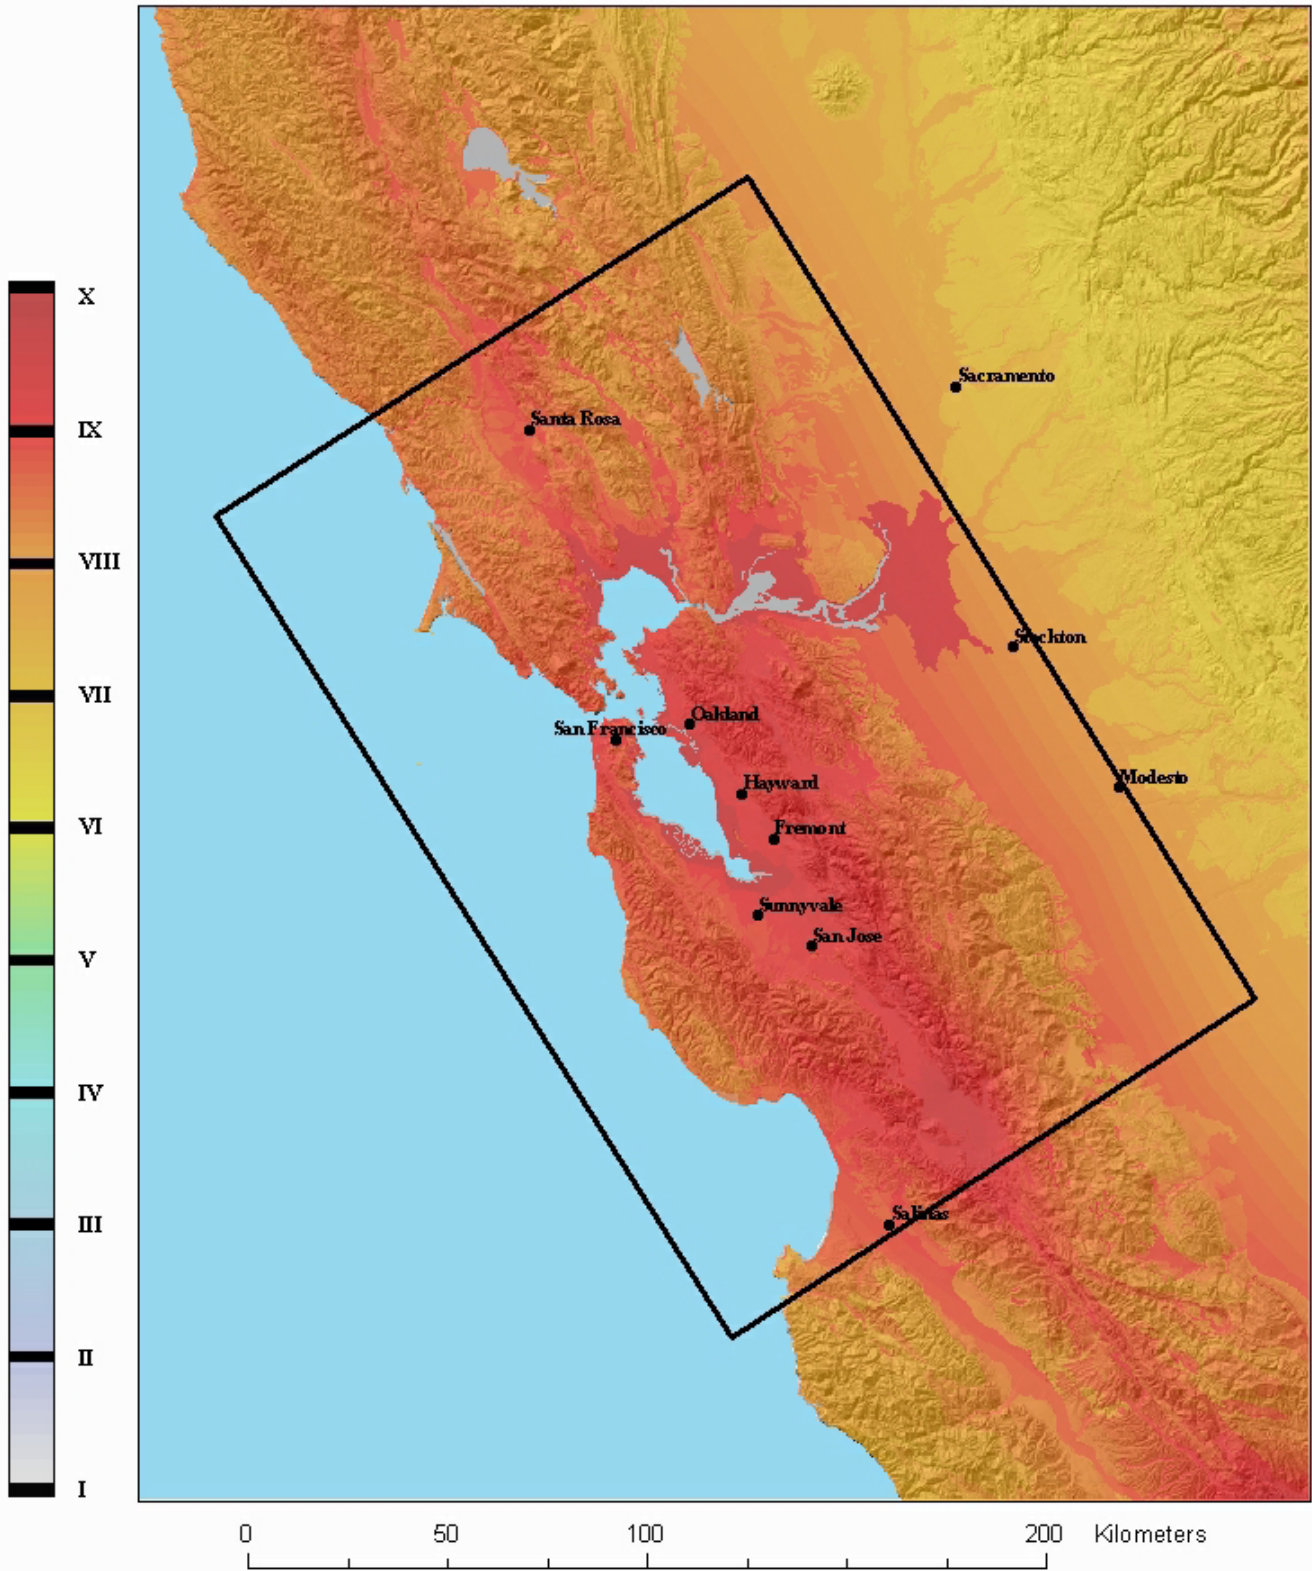 X
IX
VIII
VII
VI
V
IV
III
II
I
Sacramento
Santa Rosa
Stockton
Oakland
San Francisco
Modesto
Hayward
Fremont
Sunnyvale
San Jose
Salinas
0 50 100 200 Kilometers